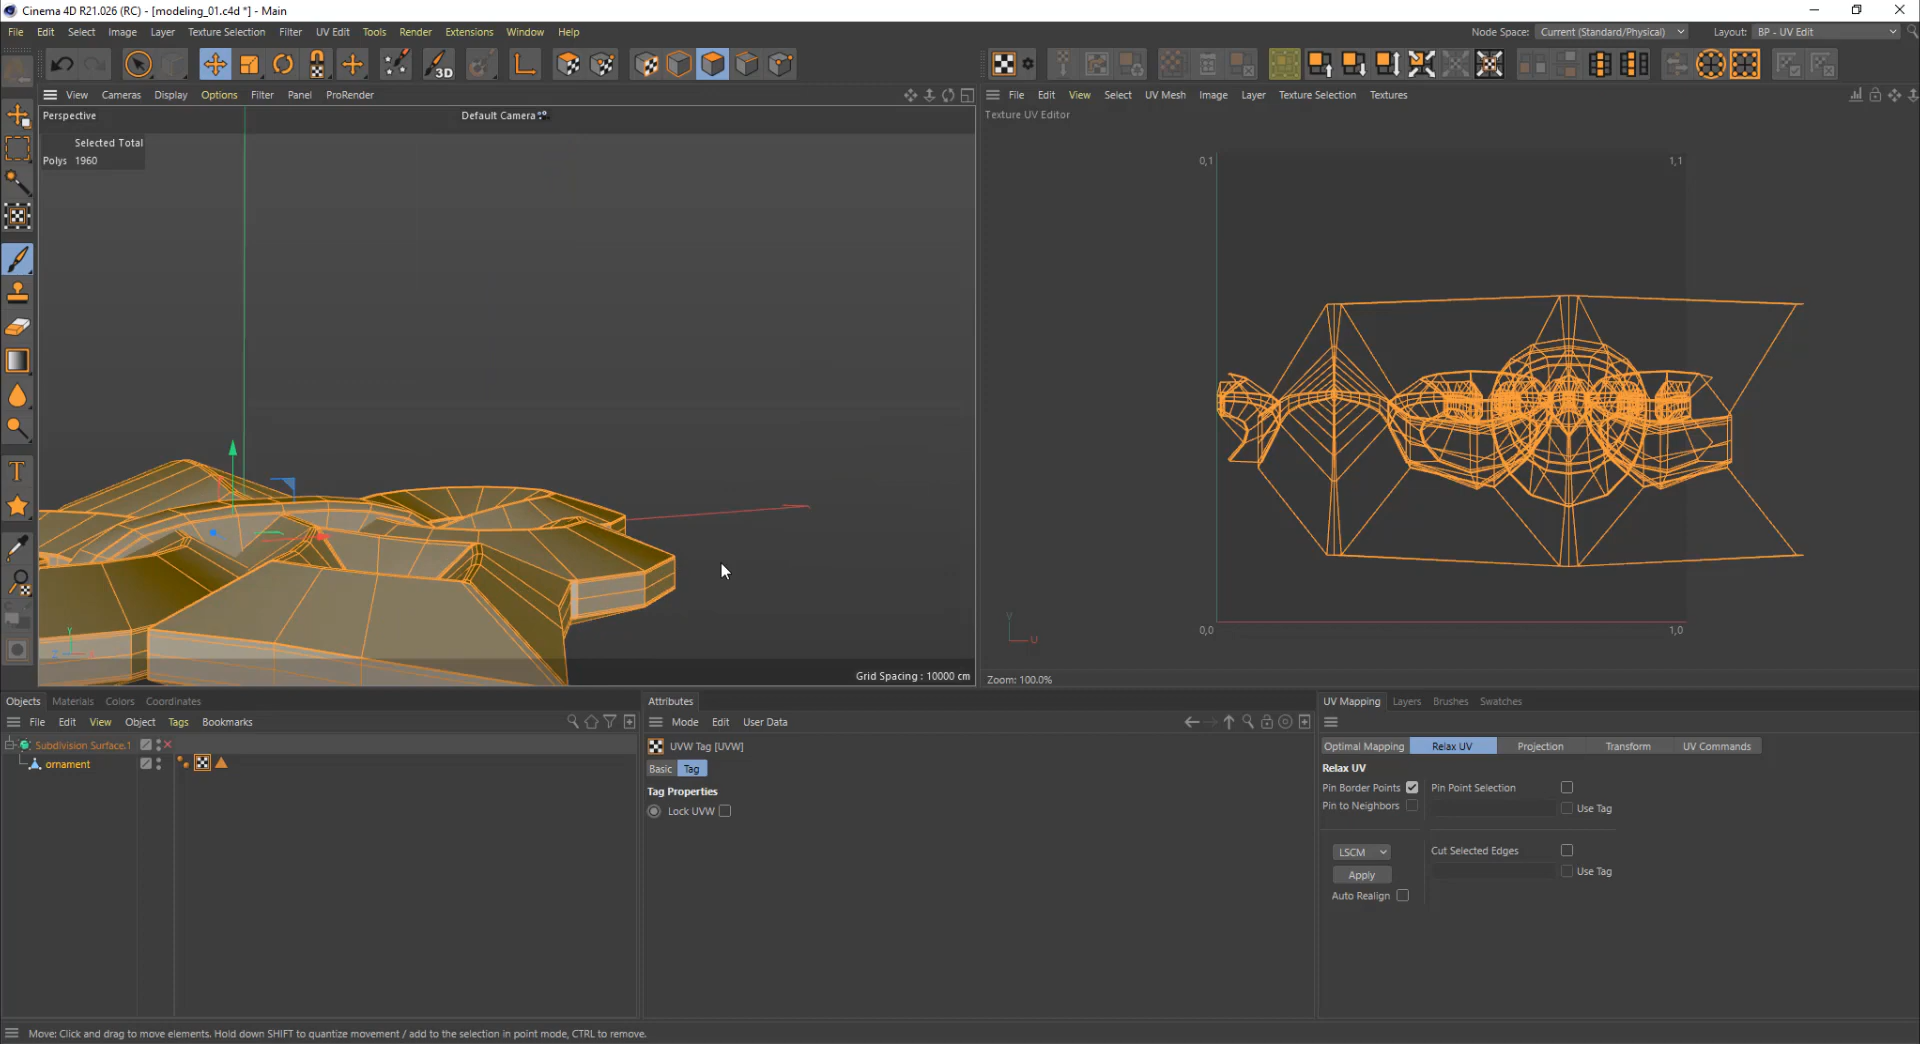 Cinema 4D R21.026 (RC) - [modeling_01.c4d *] - Main
File Edit Select Image Layer Texture Selection Filter UV Edit Tools Render Extensions Window Help
Node Space: Current (Standard/Physical) Layout: BP - UV Edit
3D
View Cameras Display Options Filter Panel ProRender
File Edit View Select UV Mesh Image Layer Texture Selection Textures
Perspective
Default Camera
Texture UV Editor
Selected Total
Polys 1960
0,1
1,1
0,0
1,0
Y
Z
V
U
Grid Spacing : 10000 cm
Zoom: 100.0%
Objects Materials Colors Coordinates
File Edit View Object Tags Bookmarks
Subdivision Surface.1
ornament
Attributes
Mode Edit User Data
UVW Tag [UVW]
Basic Tag
Tag Properties
Lock UVW
UV Mapping Layers Brushes Swatches
Optimal Mapping Relax UV Projection Transform UV Commands
Relax UV
Pin Border Points Pin Point Selection
Pin to Neighbors Use Tag
LSCM Cut Selected Edges
Apply Use Tag
Auto Realign
Move: Click and drag to move elements. Hold down SHIFT to quantize movement / add to the selection in point mode, CTRL to remove.